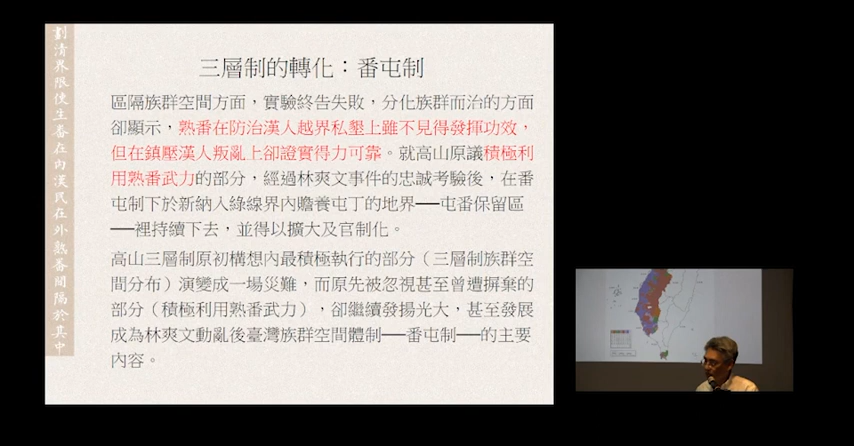 劃清界限使生番在內漢民在外熟番間隔於其中
三層制的轉化：番屯制
區隔族群空間方面，實驗終告失敗，分化族群而治的方面
卻顯示，熟番在防治漢人越界私墾上雖不見得發揮功效，
但在鎮壓漢人叛亂上卻證實得力可靠。就高山原議積極利
用熟番武力的部分，經過林爽文事件的忠誠考驗後，在番
屯制下於新納入綠線界內贍養屯丁的地界──屯番保留區
──裡持續下去，並得以擴大及官制化。
高山三層制原初構想內最積極執行的部分（三層制族群空
間分布）演變成一場災難，而原先被忽視甚至曾遭摒棄的
部分（積極利用熟番武力），卻繼續發揚光大，甚至發展
成為林爽文動亂後臺灣族群空間體制──番屯制──的主要
內容。